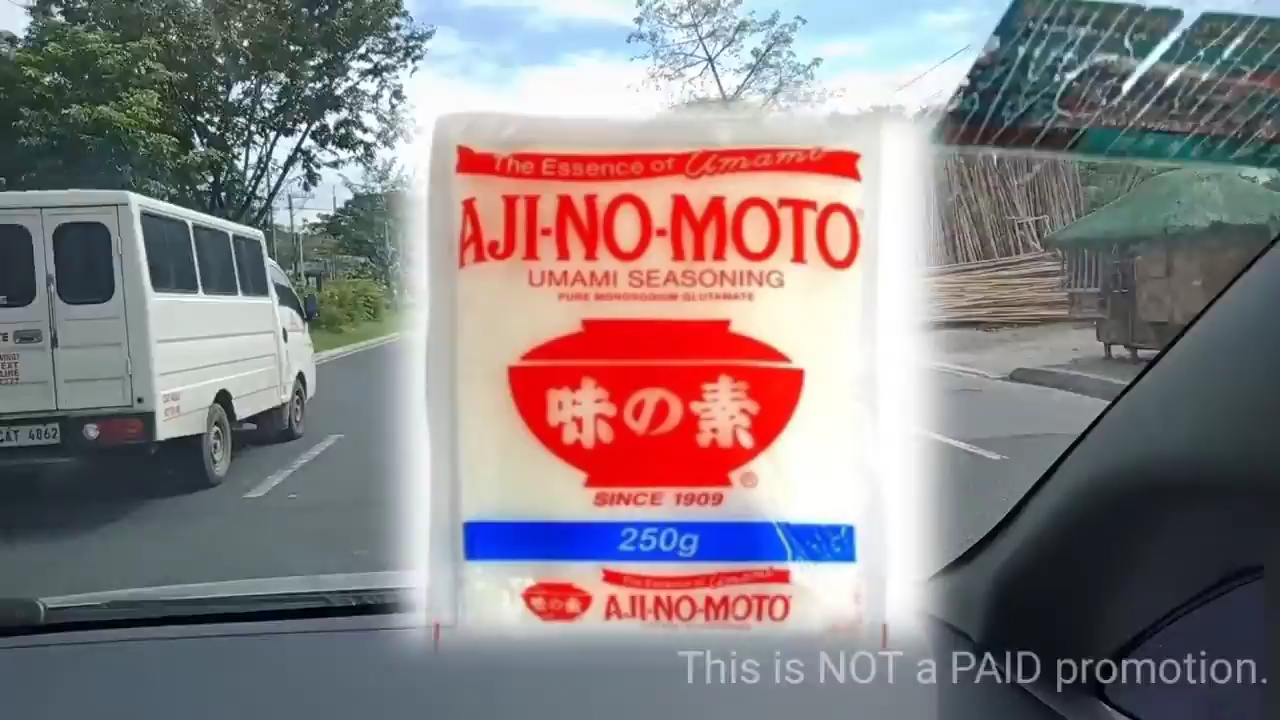 The Essence of Umami
AJI-NO-MOTO
UMAMI SEASONING
PURE MONOSODIUM GLUTAMATE
味の素
®
SINCE 1909
250g
The Essence of Umami
味の素
AJI-NO-MOTO
CAT 4862
This is NOT a PAID promotion.